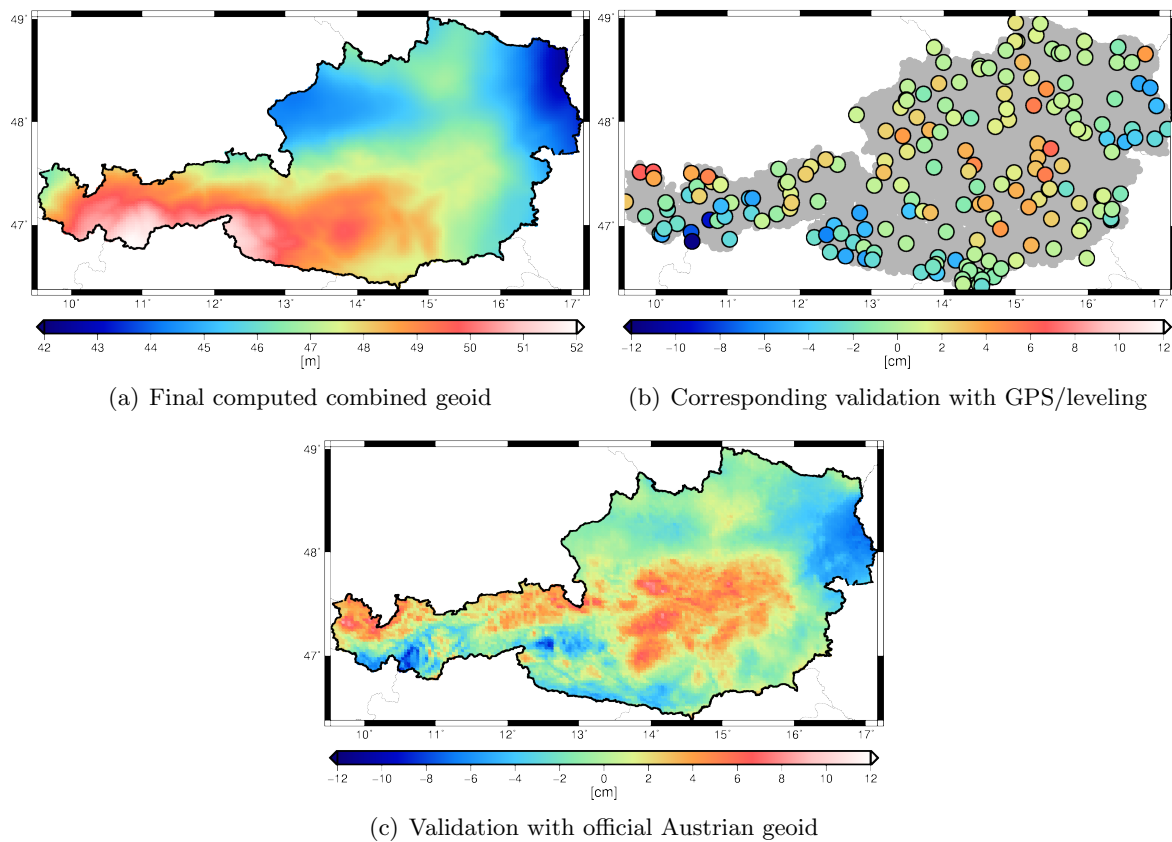 49˚
48˚
47˚
10˚ 11˚ 12˚ 13˚ 14˚ 15˚ 16˚ 17˚
42 43 44 45 46 47 48 49 50 51 52
[m]
(a) Final computed combined geoid
49˚
48˚
47˚
10˚ 11˚ 12˚ 13˚ 14˚ 15˚ 16˚ 17˚
−12 −10 −8 −6 −4 −2 0 2 4 6 8 10 12
[cm]
(b) Corresponding validation with GPS/leveling
49˚
48˚
47˚
10˚ 11˚ 12˚ 13˚ 14˚ 15˚ 16˚ 17˚
−12 −10 −8 −6 −4 −2 0 2 4 6 8 10 12
[cm]
(c) Validation with official Austrian geoid